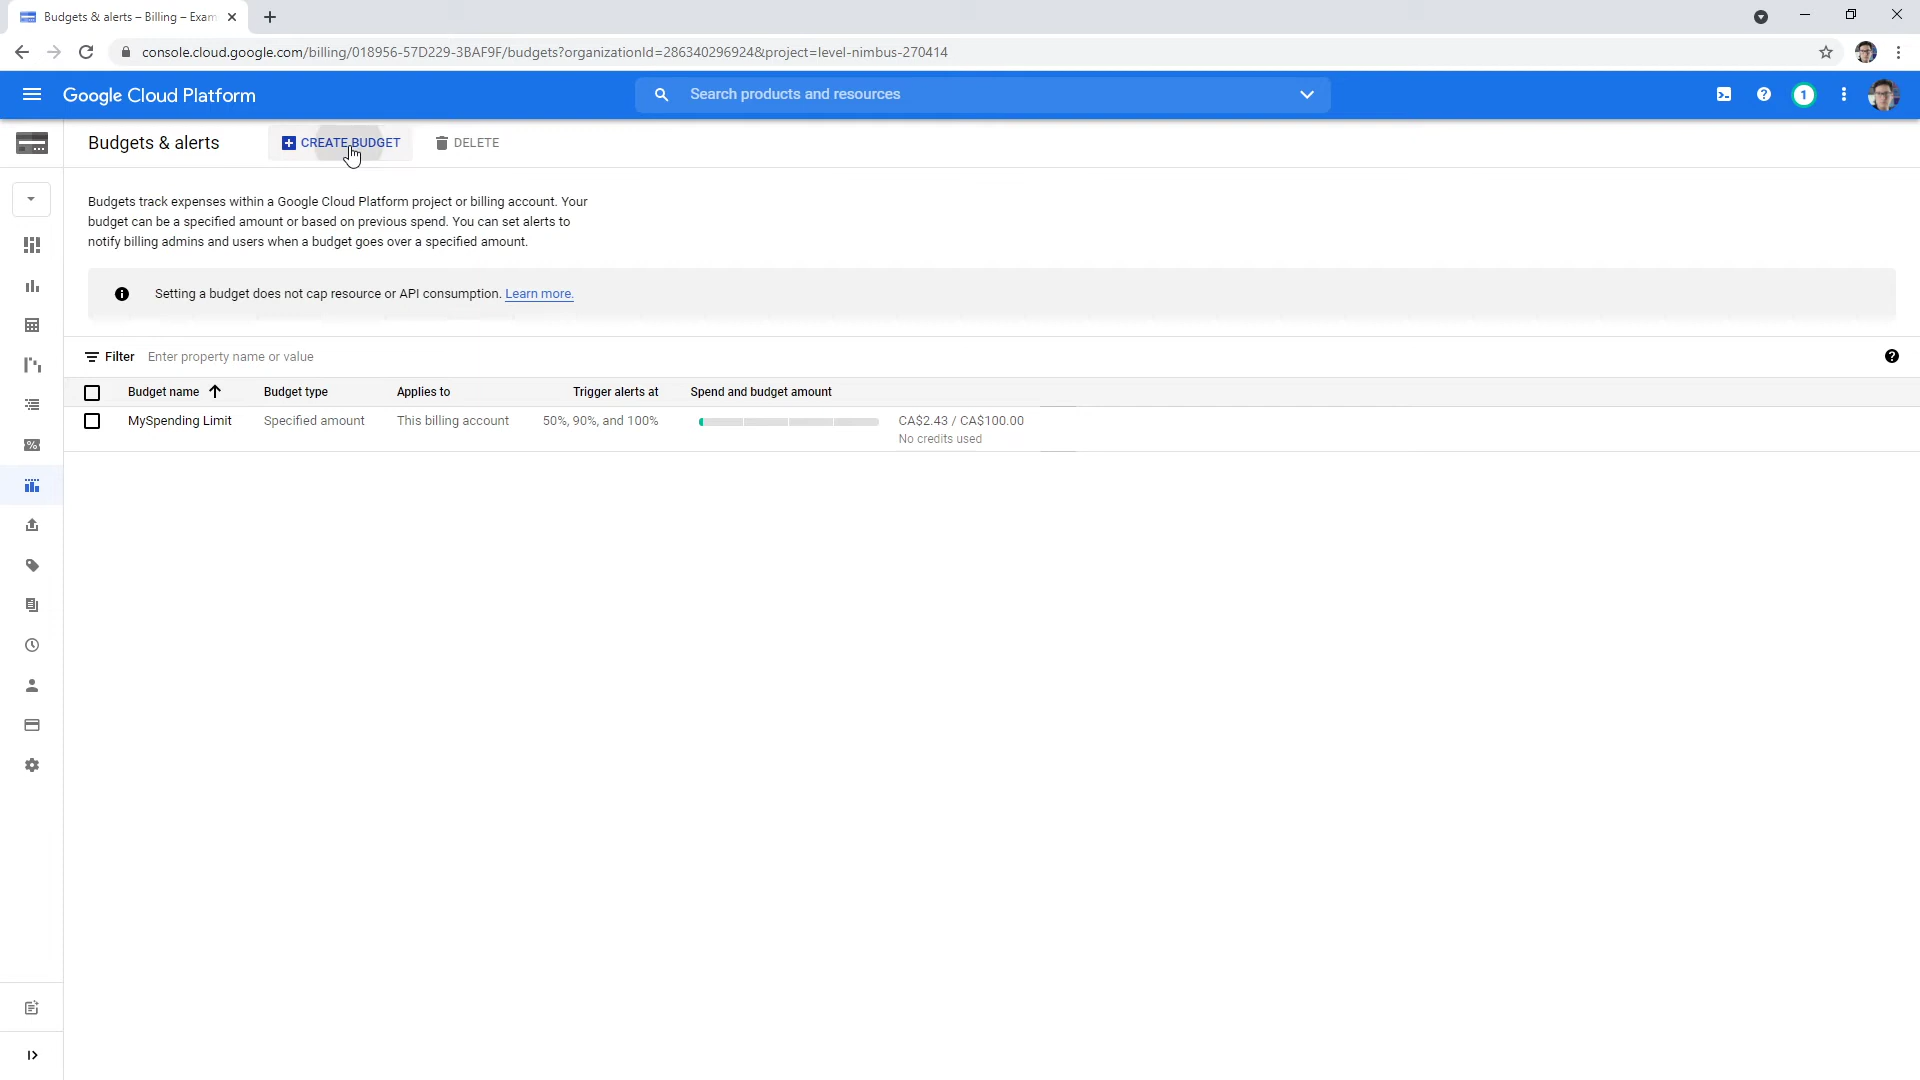 Budgets & alerts – Billing – Exam
console.cloud.google.com/billing/018956-57D229-3BAF9F/budgets?organizationId=286340296924&project=level-nimbus-270414
Google Cloud Platform
Search products and resources
1
Budgets & alerts
CREATE BUDGET
DELETE
Budgets track expenses within a Google Cloud Platform project or billing account. Your
budget can be a specified amount or based on previous spend. You can set alerts to
notify billing admins and users when a budget goes over a specified amount.
Setting a budget does not cap resource or API consumption. Learn more.
Filter Enter property name or value
Budget name Budget type Applies to Trigger alerts at Spend and budget amount
MySpending Limit Specified amount This billing account 50%, 90%, and 100% CA$2.43 / CA$100.00
No credits used